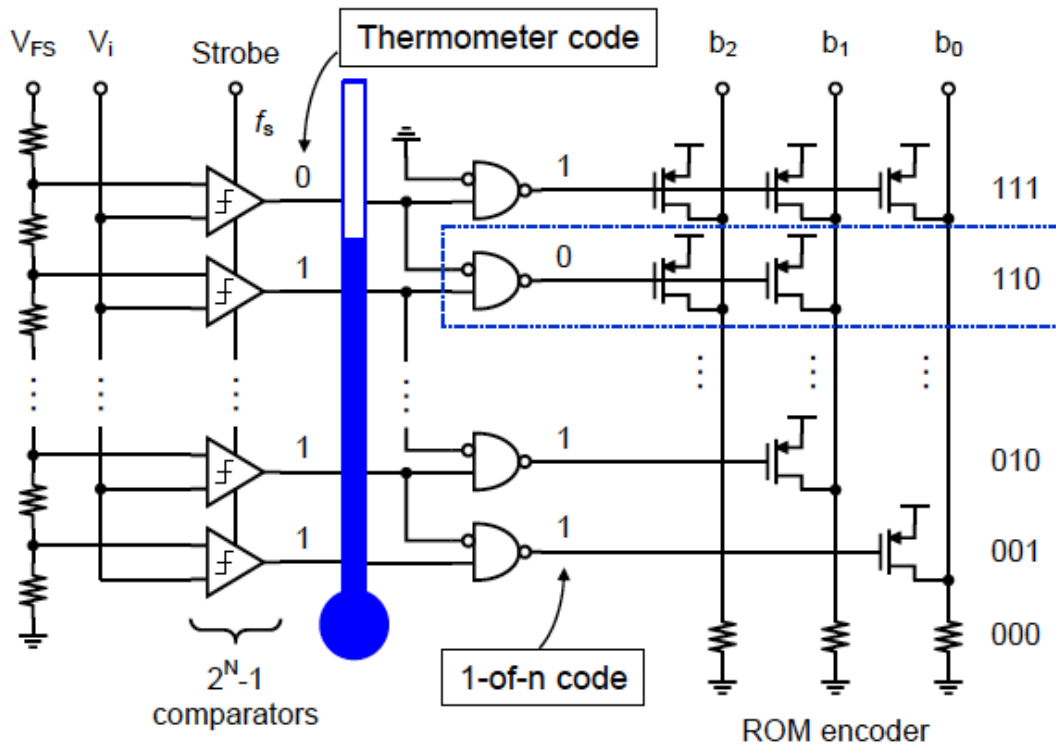 V_FS V_i Strobe Thermometer code b_2 b_1 b_0
f_s
0 1 111
1 0 110
1 1 010
1 1 001
000
2^N-1
comparators
1-of-n code
ROM encoder